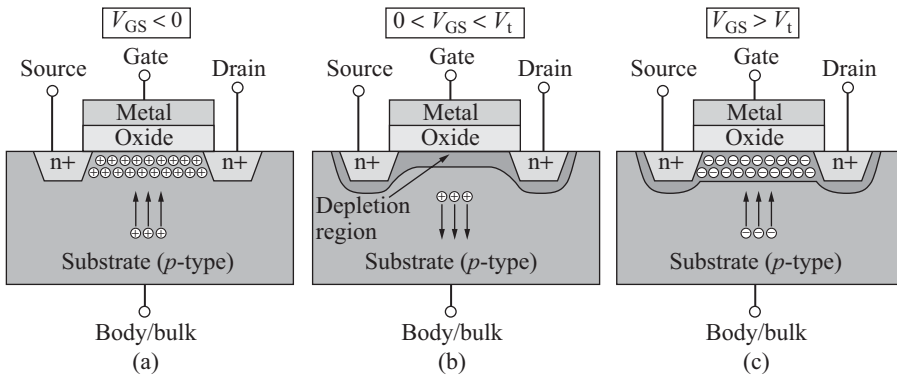 V_GS < 0
Gate
Source
Drain
Metal
Oxide
n+
n+
Substrate (p-type)
Body/bulk
(a)
0 < V_GS < V_t
Gate
Source
Drain
Metal
Oxide
n+
n+
Depletion
region
Substrate (p-type)
Body/bulk
(b)
V_GS > V_t
Gate
Source
Drain
Metal
Oxide
n+
n+
Substrate (p-type)
Body/bulk
(c)